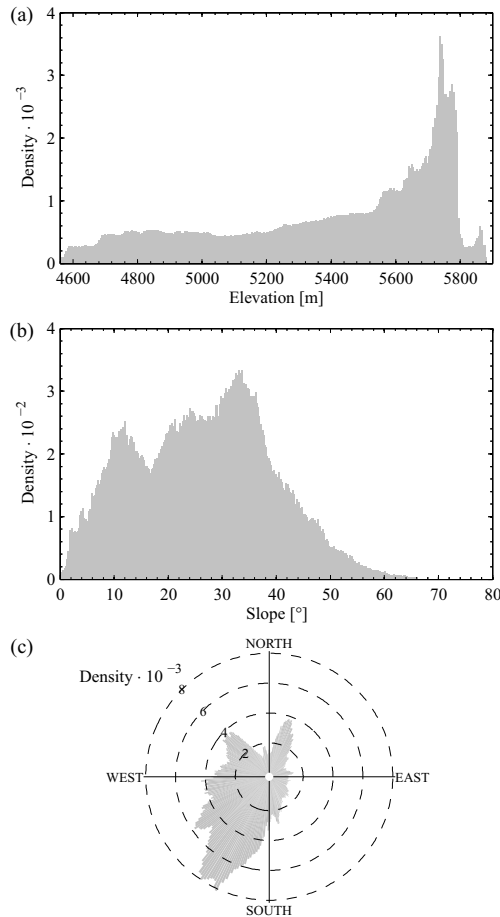 (a)
4
3
2
1
0
Density · 10 −3
4600 4800 5000 5200 5400 5600 5800
Elevation [m]
(b)
4
3
2
1
0
Density · 10 −2
0 10 20 30 40 50 60 70 80
Slope [°]
(c)
NORTH
Density · 10 −3
8
6
4
2
WEST
EAST
SOUTH